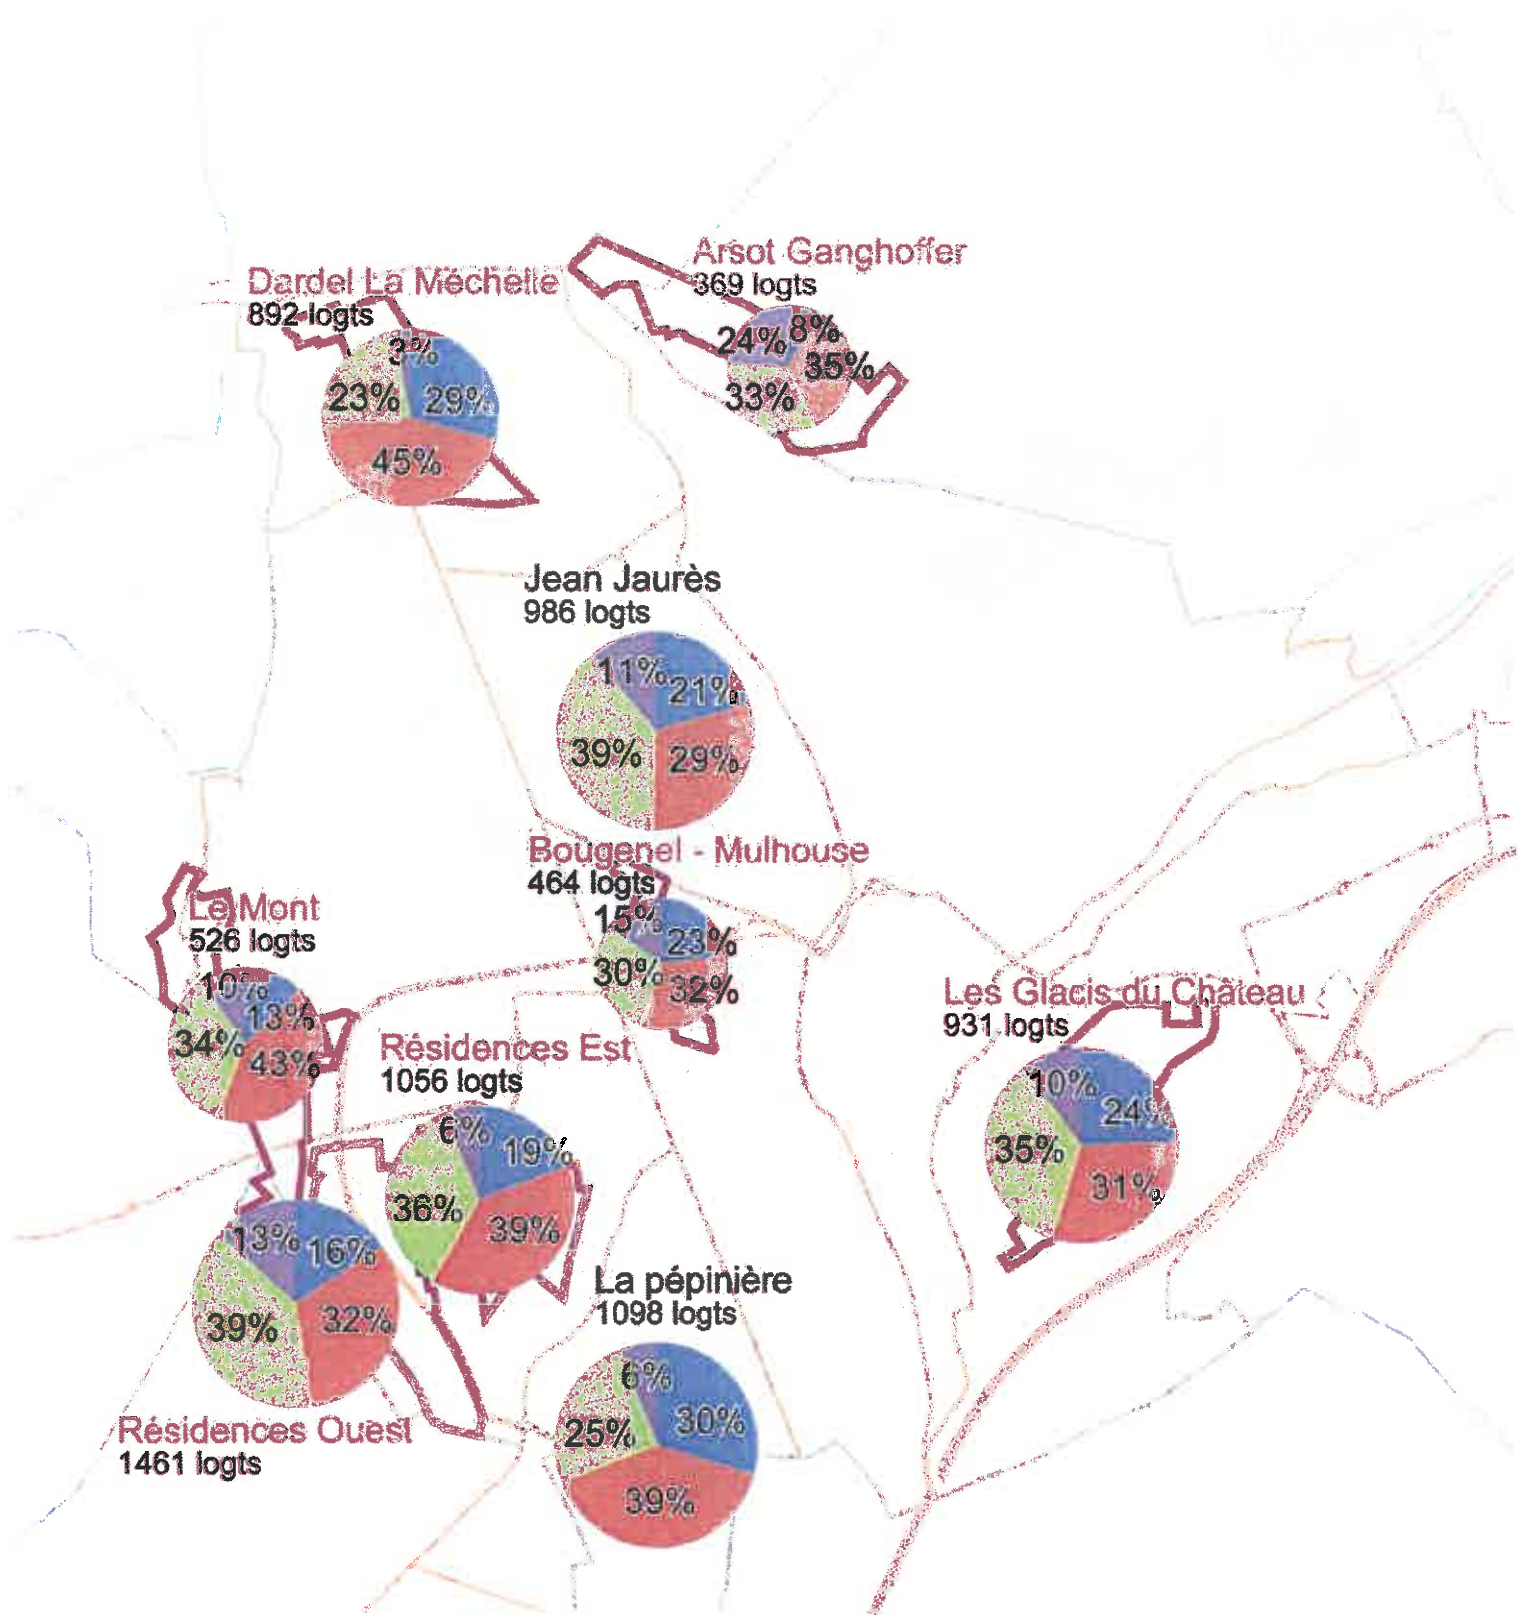 Arsot Ganghoffer
369 logts
24%
8%
35%
33%
Dardel La Méchelle
892 logts
3%
23%
29%
45%
Jean Jaurès
986 logts
11%
21%
39%
29%
Bougenel - Mulhouse
464 logts
15%
23%
30%
32%
Le Mont
526 logts
10%
13%
34%
43%
Résidences Est
1056 logts
6%
19%
36%
39%
Les Glacis du Château
931 logts
10%
24%
35%
31%
13%
16%
39%
32%
Résidences Ouest
1461 logts
La pépinière
1098 logts
6%
30%
25%
39%